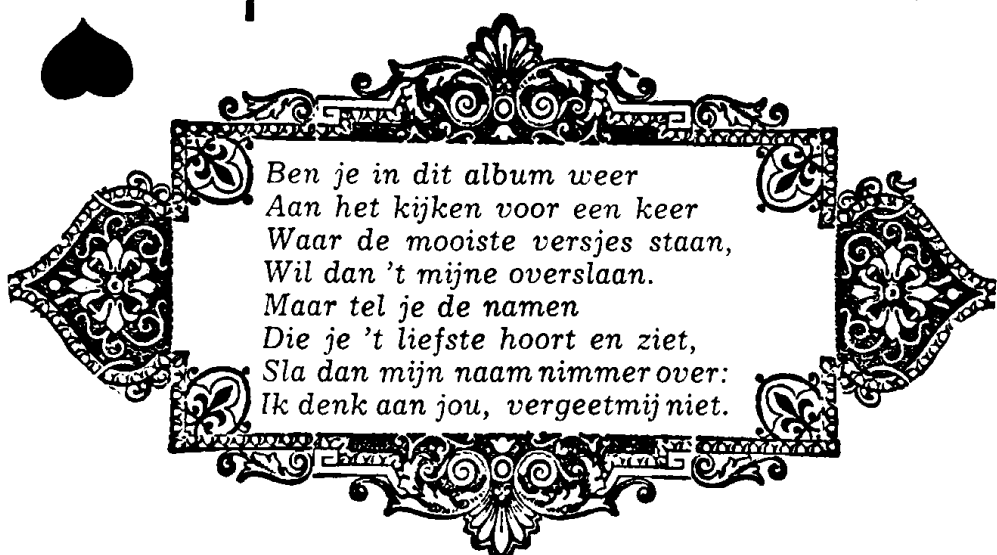 Ben je in dit album weer
Aan het kijken voor een keer
Waar de mooiste versjes staan,
Wil dan 't mijne overslaan.
Maar tel je de namen
Die je 't liefste hoort en ziet,
Sla dan mijn naam nimmer over:
Ik denk aan jou, vergeet mij niet.